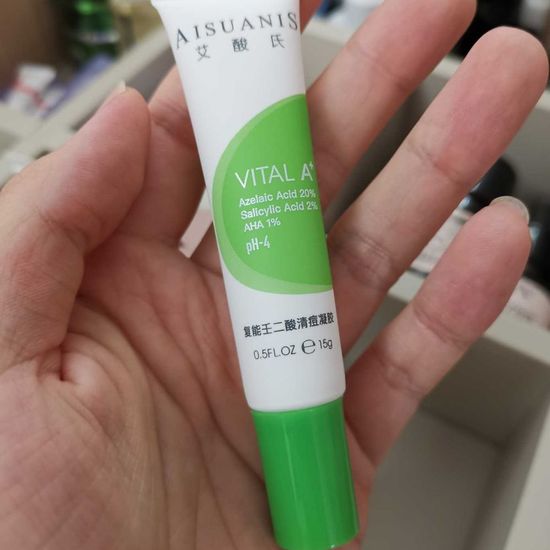 AISUANIS
艾酸氏
VITAL A+
Azelaic Acid 20%
Salicylic Acid 2%
AHA 1%
pH-4
复能壬二酸清痘凝胶
0.5FL.OZ ℮ 15g